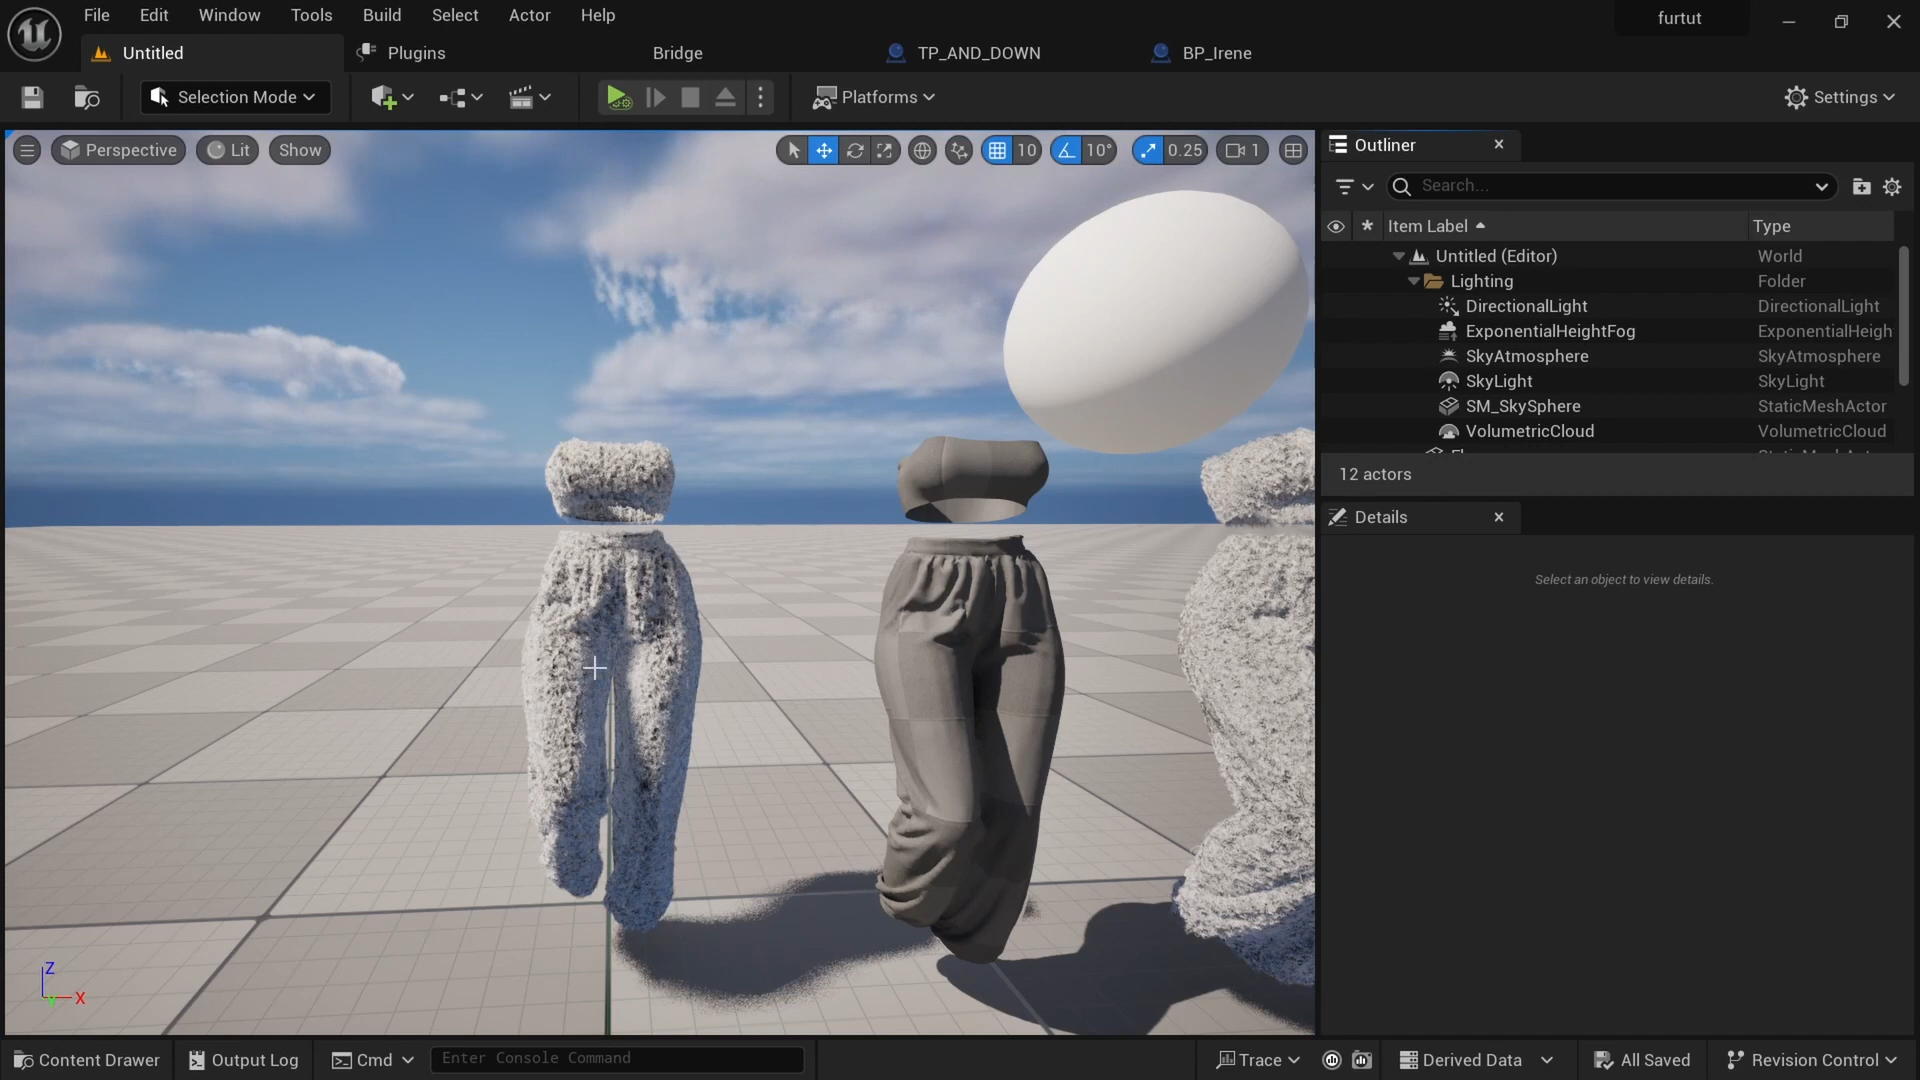 File Edit Window Tools Build Select Actor Help
furtut
Untitled Plugins Bridge TP_AND_DOWN BP_Irene
Selection Mode Platforms Settings
Perspective Lit Show 10 10° 0.25 1
Outliner
Search...
Item Label Type
Untitled (Editor) World
Lighting Folder
DirectionalLight DirectionalLight
ExponentialHeightFog ExponentialHeigh
SkyAtmosphere SkyAtmosphere
SkyLight SkyLight
SM_SkySphere StaticMeshActor
VolumetricCloud VolumetricCloud
12 actors
Details
Select an object to view details.
Z
X
Content Drawer Output Log Cmd Enter Console Command Trace Derived Data All Saved Revision Control